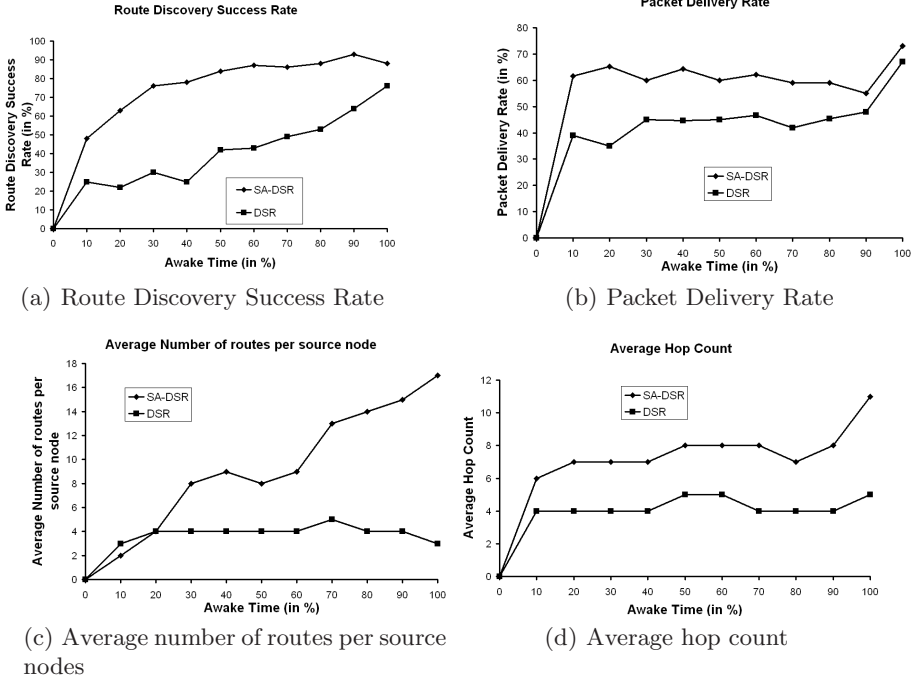 Route Discovery Success Rate
100
90
80
70
60
50
40
30
20
10
0
Route Discovery Success
Rate (in %)
SA-DSR
DSR
0 10 20 30 40 50 60 70 80 90 100
Awake Time (in %)
(a) Route Discovery Success Rate
Packet Delivery Rate
80
70
60
50
40
30
20
10
0
Packet Delivery Rate (in %)
SA-DSR
DSR
0 10 20 30 40 50 60 70 80 90 100
Awake Time (in %)
(b) Packet Delivery Rate
Average Number of routes per source node
18
16
14
12
10
8
6
4
2
0
Average Number of routes per
source node
SA-DSR
DSR
0 10 20 30 40 50 60 70 80 90 100
Awake Time (in %)
(c) Average number of routes per source
nodes
Average Hop Count
12
10
8
6
4
2
0
Average Hop Count
SA-DSR
DSR
0 10 20 30 40 50 60 70 80 90 100
Awake Time (in %)
(d) Average hop count